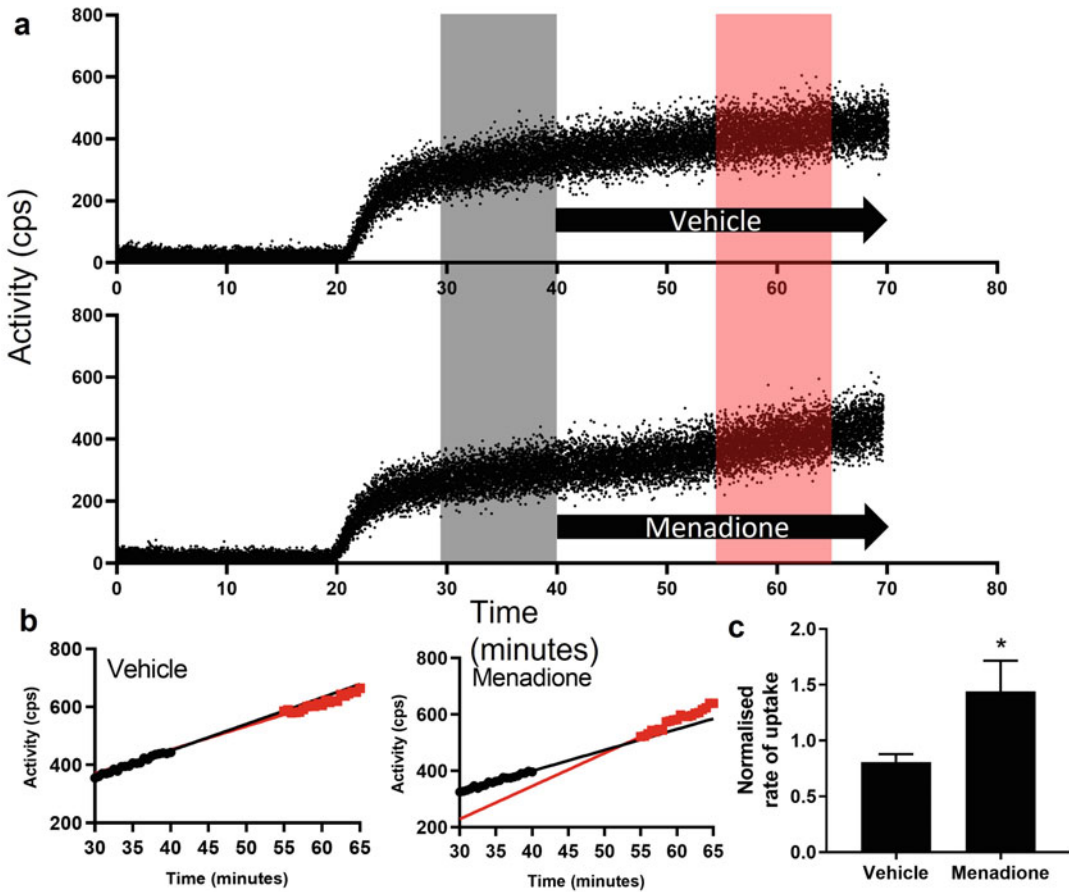 a
Activity (cps)
800
600
400
200
0
Vehicle
0 10 20 30 40 50 60 70 80
800
600
400
200
0
Menadione
0 10 20 30 40 50 60 70 80
Time
(minutes)
b
Vehicle
Activity (cps)
800
600
400
200
30 35 40 45 50 55 60 65
Time (minutes)
Menadione
Activity (cps)
800
600
400
200
30 35 40 45 50 55 60 65
Time (minutes)
c
Normalised
rate of uptake
2.0
1.5
1.0
0.5
0.0
*
Vehicle Menadione